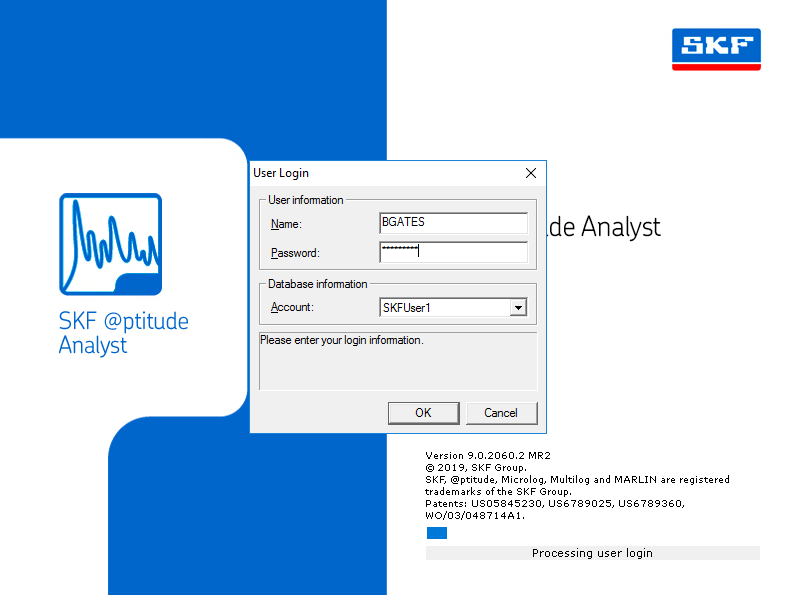 SKF
User Login
User information
Name: BGATES
Password: *********
Database information
Account: SKFUser1
Please enter your login information.
OK Cancel
de Analyst
SKF @ptitude
Analyst
Version 9.0.2060.2 MR2
© 2019, SKF Group.
SKF, @ptitude, Microlog, Multilog and MARLIN are registered
trademarks of the SKF Group.
Patents: US05845230, US6789025, US6789360,
WO/03/048714A1.
Processing user login